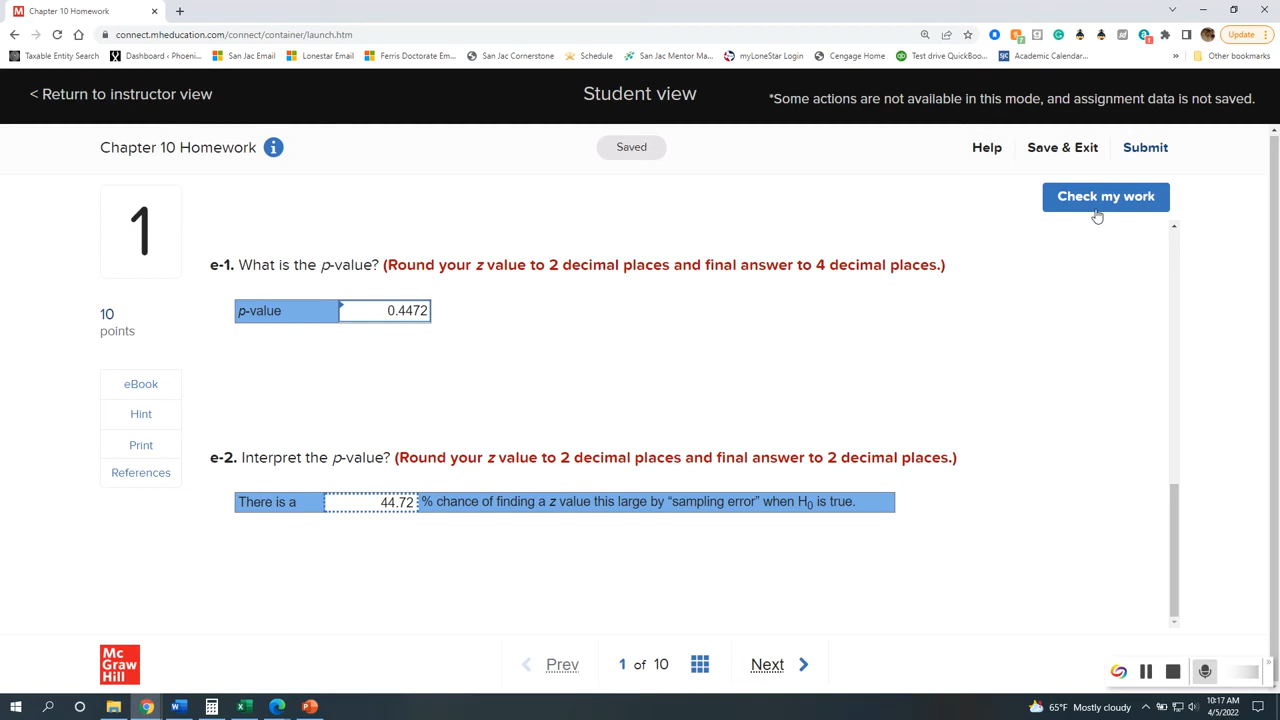 Chapter 10 Homework
connect.mheducation.com/connect/container/launch.htm
Update
Taxable Entity Search
Dashboard ‹ Phoeni...
San Jac Email
Lonestar Email
Ferris Doctorate Em...
San Jac Cornerstone
Schedule
San Jac Mentor Ma...
myLoneStar Login
Cengage Home
Test drive QuickBoo...
Academic Calendar...
Other bookmarks
< Return to instructor view
Student view
*Some actions are not available in this mode, and assignment data is not saved.
Chapter 10 Homework
Saved
Help
Save & Exit
Submit
Check my work
1
10
points
eBook
Hint
Print
References
e-1. What is the p-value? (Round your z value to 2 decimal places and final answer to 4 decimal places.)
p-value 0.4472
e-2. Interpret the p-value? (Round your z value to 2 decimal places and final answer to 2 decimal places.)
There is a 44.72 % chance of finding a z value this large by “sampling error” when H0 is true.
Mc
Graw
Hill
Prev
1 of 10
Next
65°F Mostly cloudy
10:17 AM
4/5/2022